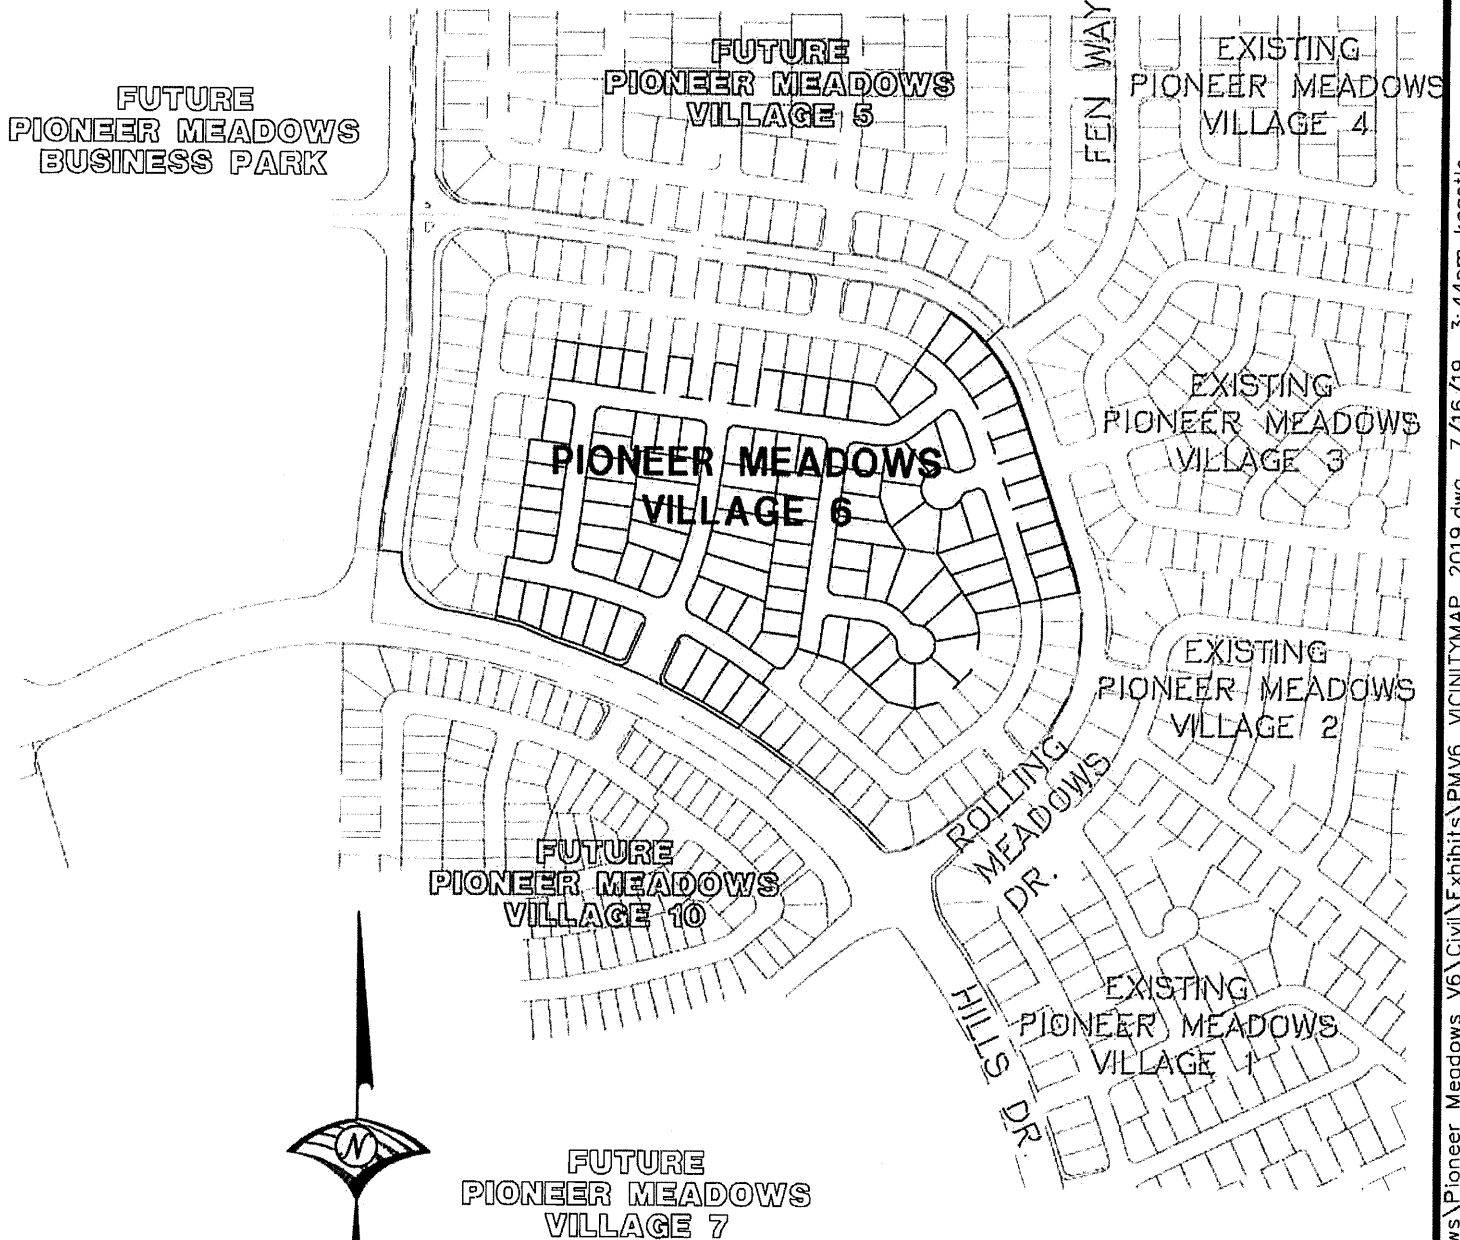 FUTURE
PIONEER MEADOWS
BUSINESS PARK
FUTURE
PIONEER MEADOWS
VILLAGE 5
FEN WAY
EXISTING
PIONEER MEADOWS
VILLAGE 4
EXISTING
PIONEER MEADOWS
VILLAGE 3
PIONEER MEADOWS
VILLAGE 6
EXISTING
PIONEER MEADOWS
VILLAGE 2
ROLLING
MEADOWS
DR.
FUTURE
PIONEER MEADOWS
VILLAGE 10
HILLS DR.
EXISTING
PIONEER MEADOWS
VILLAGE 1
N
FUTURE
PIONEER MEADOWS
VILLAGE 7
ws\Pioneer Meadows V6\Civil\Exhibits\PMV6 VICINITYMAP 2019.dwg 7/16/19 3:44pm